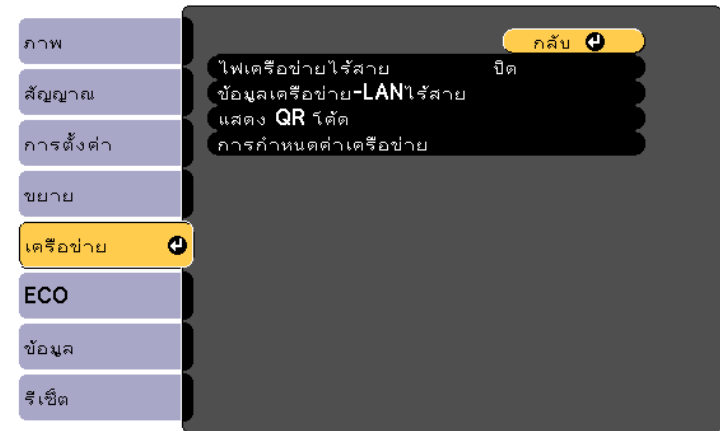 ภาพ
สัญญาณ
การตั้งค่า
ขยาย
เครือข่าย
ECO
ข้อมูล
รีเซ็ต
กลับ
ไฟเครือข่ายไร้สาย ปิด
ข้อมูลเครือข่าย-LANไร้สาย
แสดง QR โค้ด
การกำหนดค่าเครือข่าย